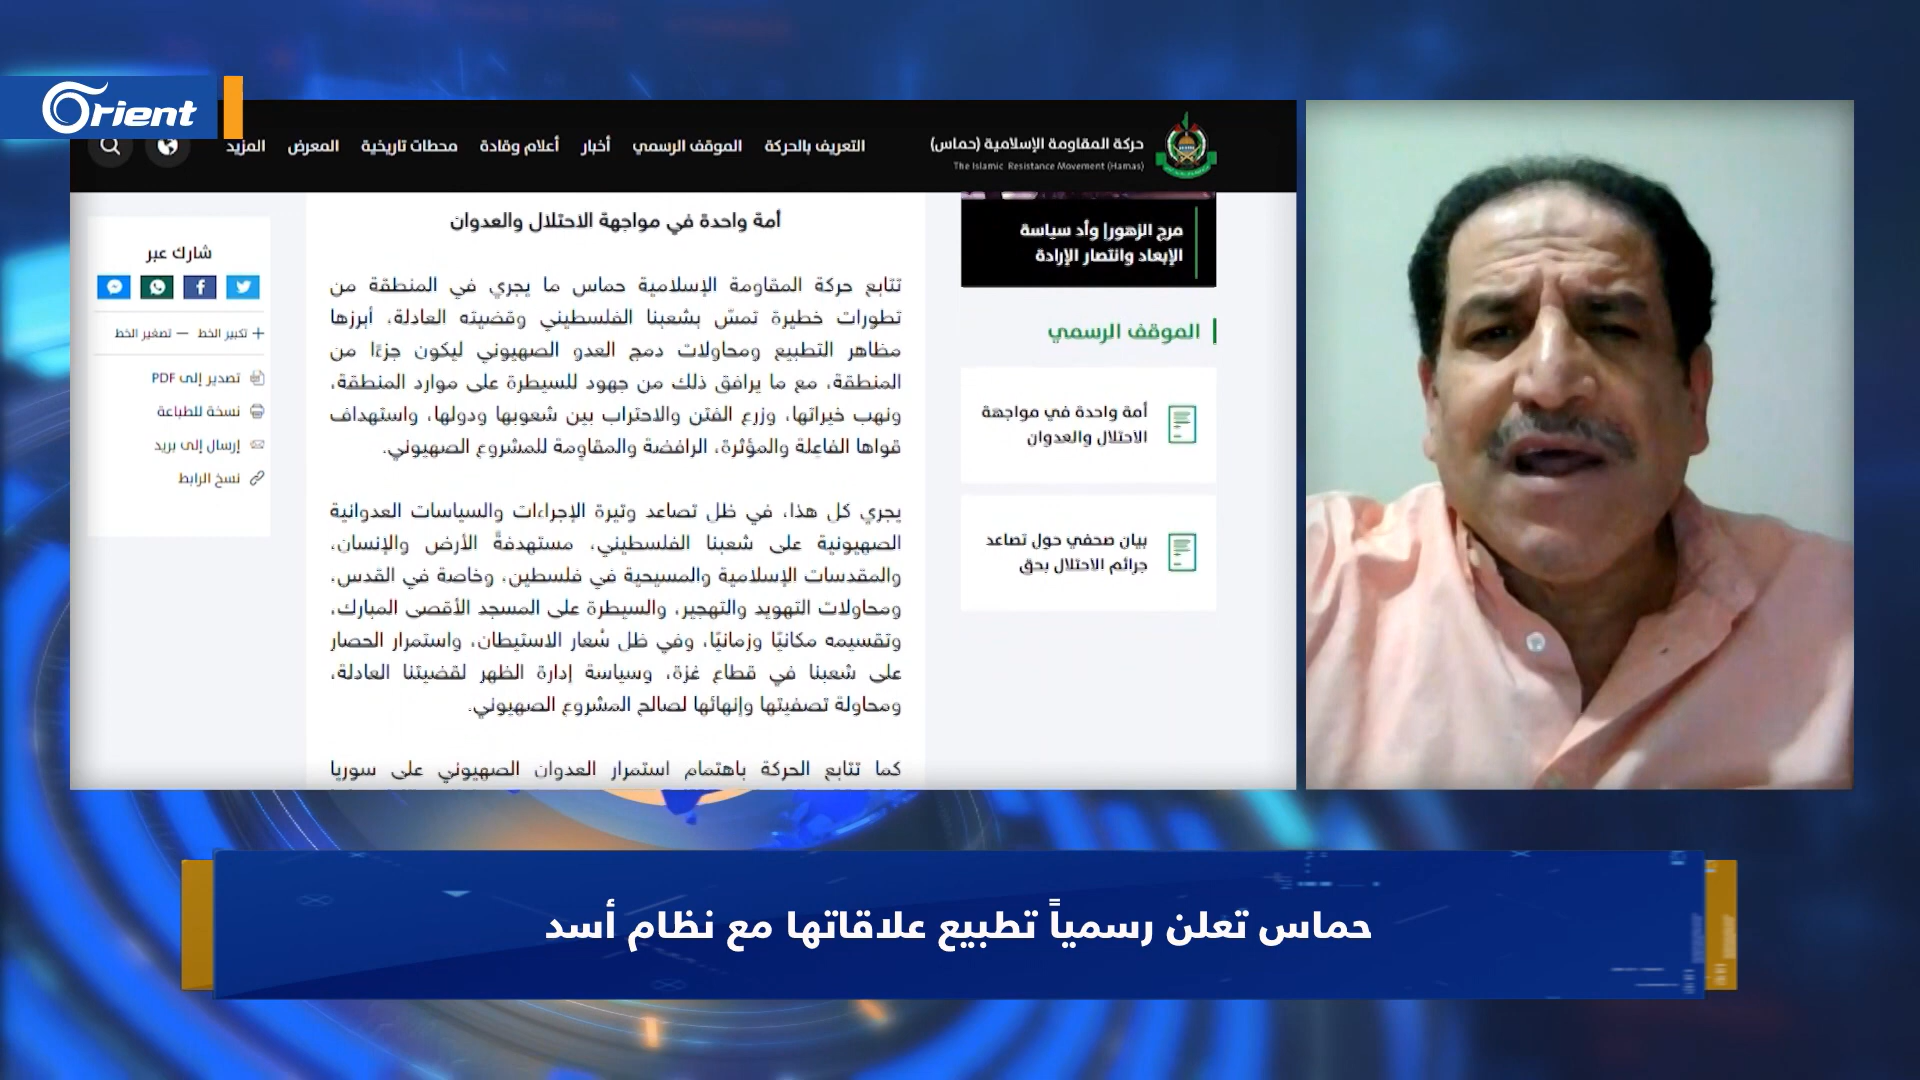 Orient
حركة المقاومة الإسلامية (حماس)
The Islamic Resistance Movement (Hamas)
التعريف بالحركة
الموقف الرسمي
أخبار
أعلام وقادة
محطات تاريخية
المعرض
المزيد
مرج الزهور| وأد سياسة
الإبعاد وانتصار الإرادة
الموقف الرسمي
أمة واحدة في مواجهة
الاحتلال والعدوان
بيان صحفي حول تصاعد
جرائم الاحتلال بحق
أمة واحدة في مواجهة الاحتلال والعدوان
تتابع حركة المقاومة الإسلامية حماس ما يجري في المنطقة من
تطورات خطيرة تمسّ بشعبنا الفلسطيني وقضيته العادلة، أبرزها
مظاهر التطبيع ومحاولات دمج العدو الصهيوني ليكون جزءًا من
المنطقة، مع ما يرافق ذلك من جهود للسيطرة على موارد المنطقة،
ونهب خيراتها، وزرع الفتن والاحتراب بين شعوبها ودولها، واستهداف
قواها الفاعلة والمؤثرة، الرافضة والمقاومة للمشروع الصهيوني.
يجري كل هذا، في ظل تصاعد وتيرة الإجراءات والسياسات العدوانية
الصهيونية على شعبنا الفلسطيني، مستهدفةً الأرض والإنسان،
والمقدسات الإسلامية والمسيحية في فلسطين، وخاصة في القدس،
ومحاولات التهويد والتهجير، والسيطرة على المسجد الأقصى المبارك،
وتقسيمه مكانيًا وزمانيًا، وفي ظل سُعار الاستيطان، واستمرار الحصار
على شعبنا في قطاع غزة، وسياسة إدارة الظهر لقضيتنا العادلة،
ومحاولة تصفيتها وإنهائها لصالح المشروع الصهيوني.
كما تتابع الحركة باهتمام استمرار العدوان الصهيوني على سوريا
شارك عبر
+ تكبير الخط – تصغير الخط
تصدير إلى PDF
نسخة للطباعة
إرسال إلى بريد
نسخ الرابط
حماس تعلن رسمياً تطبيع علاقاتها مع نظام أسد